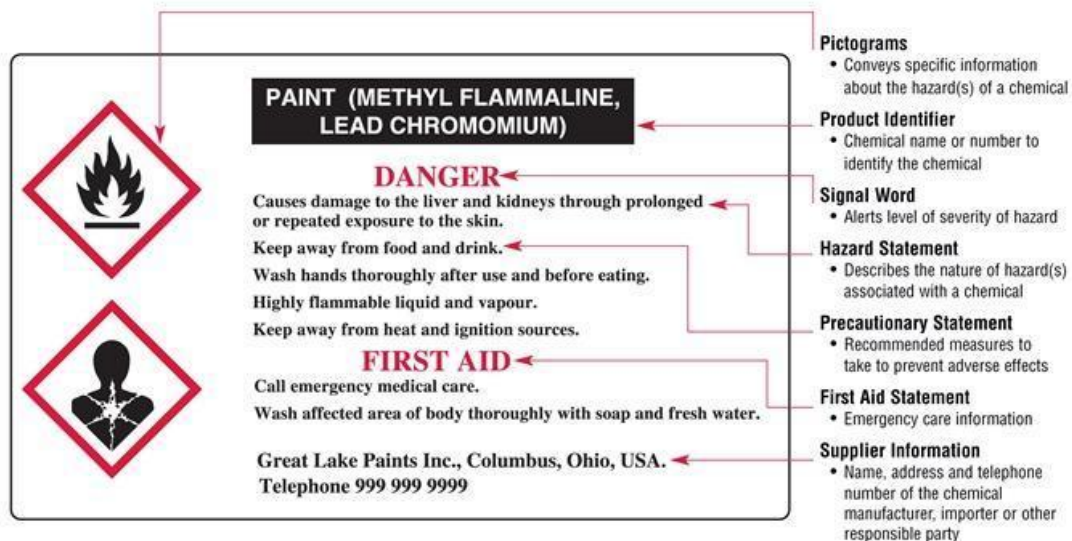 PAINT (METHYL FLAMMALINE,
LEAD CHROMOMIUM)
DANGER
Causes damage to the liver and kidneys through prolonged
or repeated exposure to the skin.
Keep away from food and drink.
Wash hands thoroughly after use and before eating.
Highly flammable liquid and vapour.
Keep away from heat and ignition sources.
FIRST AID
Call emergency medical care.
Wash affected area of body thoroughly with soap and fresh water.
Great Lake Paints Inc., Columbus, Ohio, USA.
Telephone 999 999 9999
Pictograms
• Conveys specific information
about the hazard(s) of a chemical
Product Identifier
• Chemical name or number to
identify the chemical
Signal Word
• Alerts level of severity of hazard
Hazard Statement
• Describes the nature of hazard(s)
associated with a chemical
Precautionary Statement
• Recommended measures to
take to prevent adverse effects
First Aid Statement
• Emergency care information
Supplier Information
• Name, address and telephone
number of the chemical
manufacturer, importer or other
responsible party